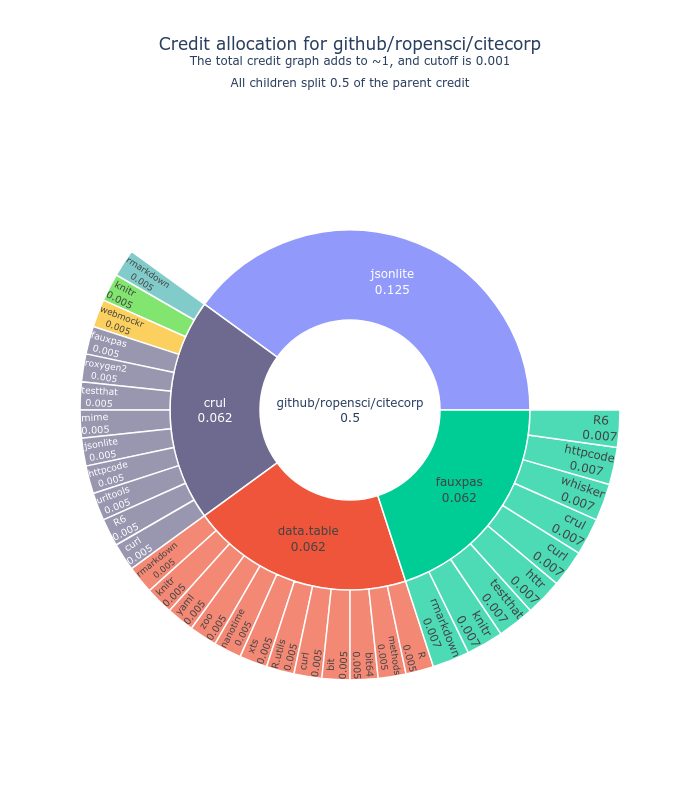 Credit allocation for github/ropensci/citecorp
The total credit graph adds to ~1, and cutoff is 0.001
All children split 0.5 of the parent credit
github/ropensci/citecorp
0.5
jsonlite
0.125
crul
0.062
data.table
0.062
fauxpas
0.062
rmarkdown
0.005
knitr
0.005
webmockr
0.005
fauxpas
0.005
roxygen2
0.005
testthat
0.005
mime
0.005
jsonlite
0.005
httpcode
0.005
urltools
0.005
R6
0.005
curl
0.005
rmarkdown
0.005
knitr
0.005
yaml
0.005
zoo
0.005
nanotime
0.005
xts
0.005
R.utils
0.005
curl
0.005
bit
0.005
bit64
0.005
methods
0.005
R
0.005
rmarkdown
0.007
knitr
0.007
testthat
0.007
httr
0.007
curl
0.007
crul
0.007
whisker
0.007
httpcode
0.007
R6
0.007